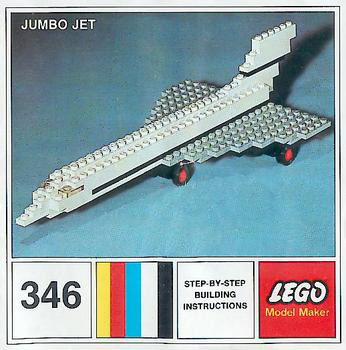 JUMBO JET
346
STEP-BY-STEP
BUILDING
INSTRUCTIONS
LEGO
Model Maker